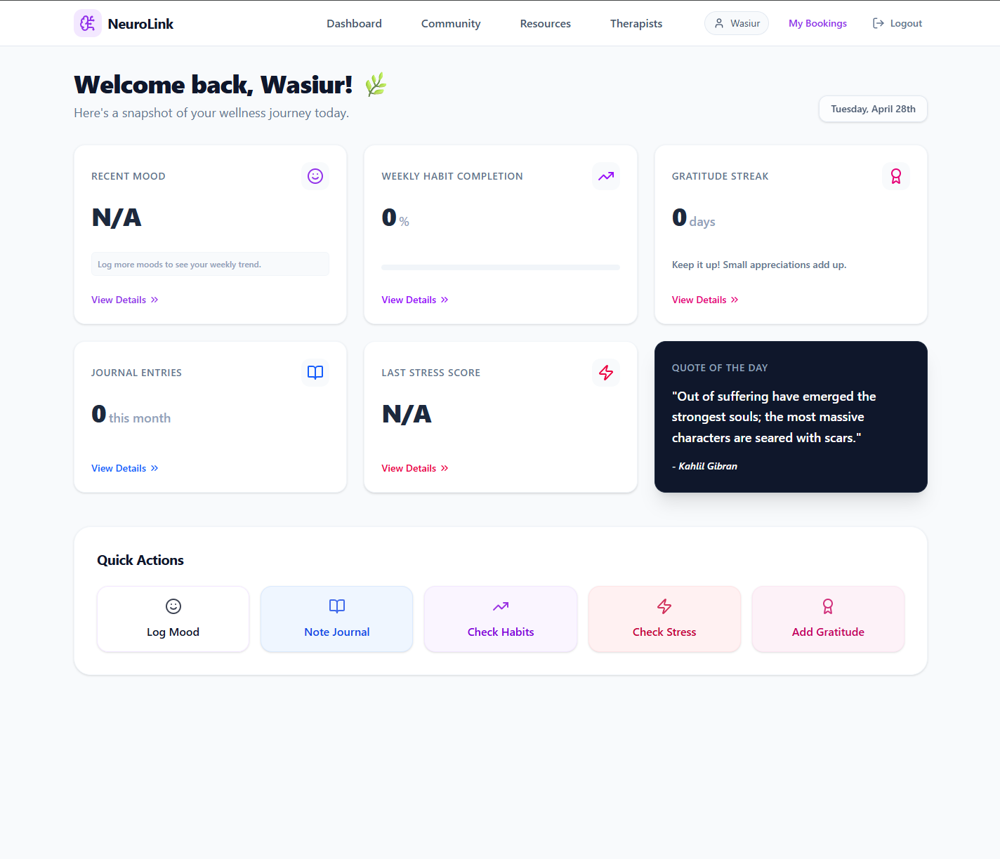 NeuroLink
Dashboard
Community
Resources
Therapists
Wasiur
My Bookings
Logout
Welcome back, Wasiur! 🌿
Here's a snapshot of your wellness journey today.
Tuesday, April 28th
RECENT MOOD
N/A
Log more moods to see your weekly trend.
View Details
WEEKLY HABIT COMPLETION
0 %
View Details
GRATITUDE STREAK
0 days
Keep it up! Small appreciations add up.
View Details
JOURNAL ENTRIES
0 this month
View Details
LAST STRESS SCORE
N/A
View Details
QUOTE OF THE DAY
"Out of suffering have emerged the
strongest souls; the most massive
characters are seared with scars."
- Kahlil Gibran
Quick Actions
Log Mood
Note Journal
Check Habits
Check Stress
Add Gratitude